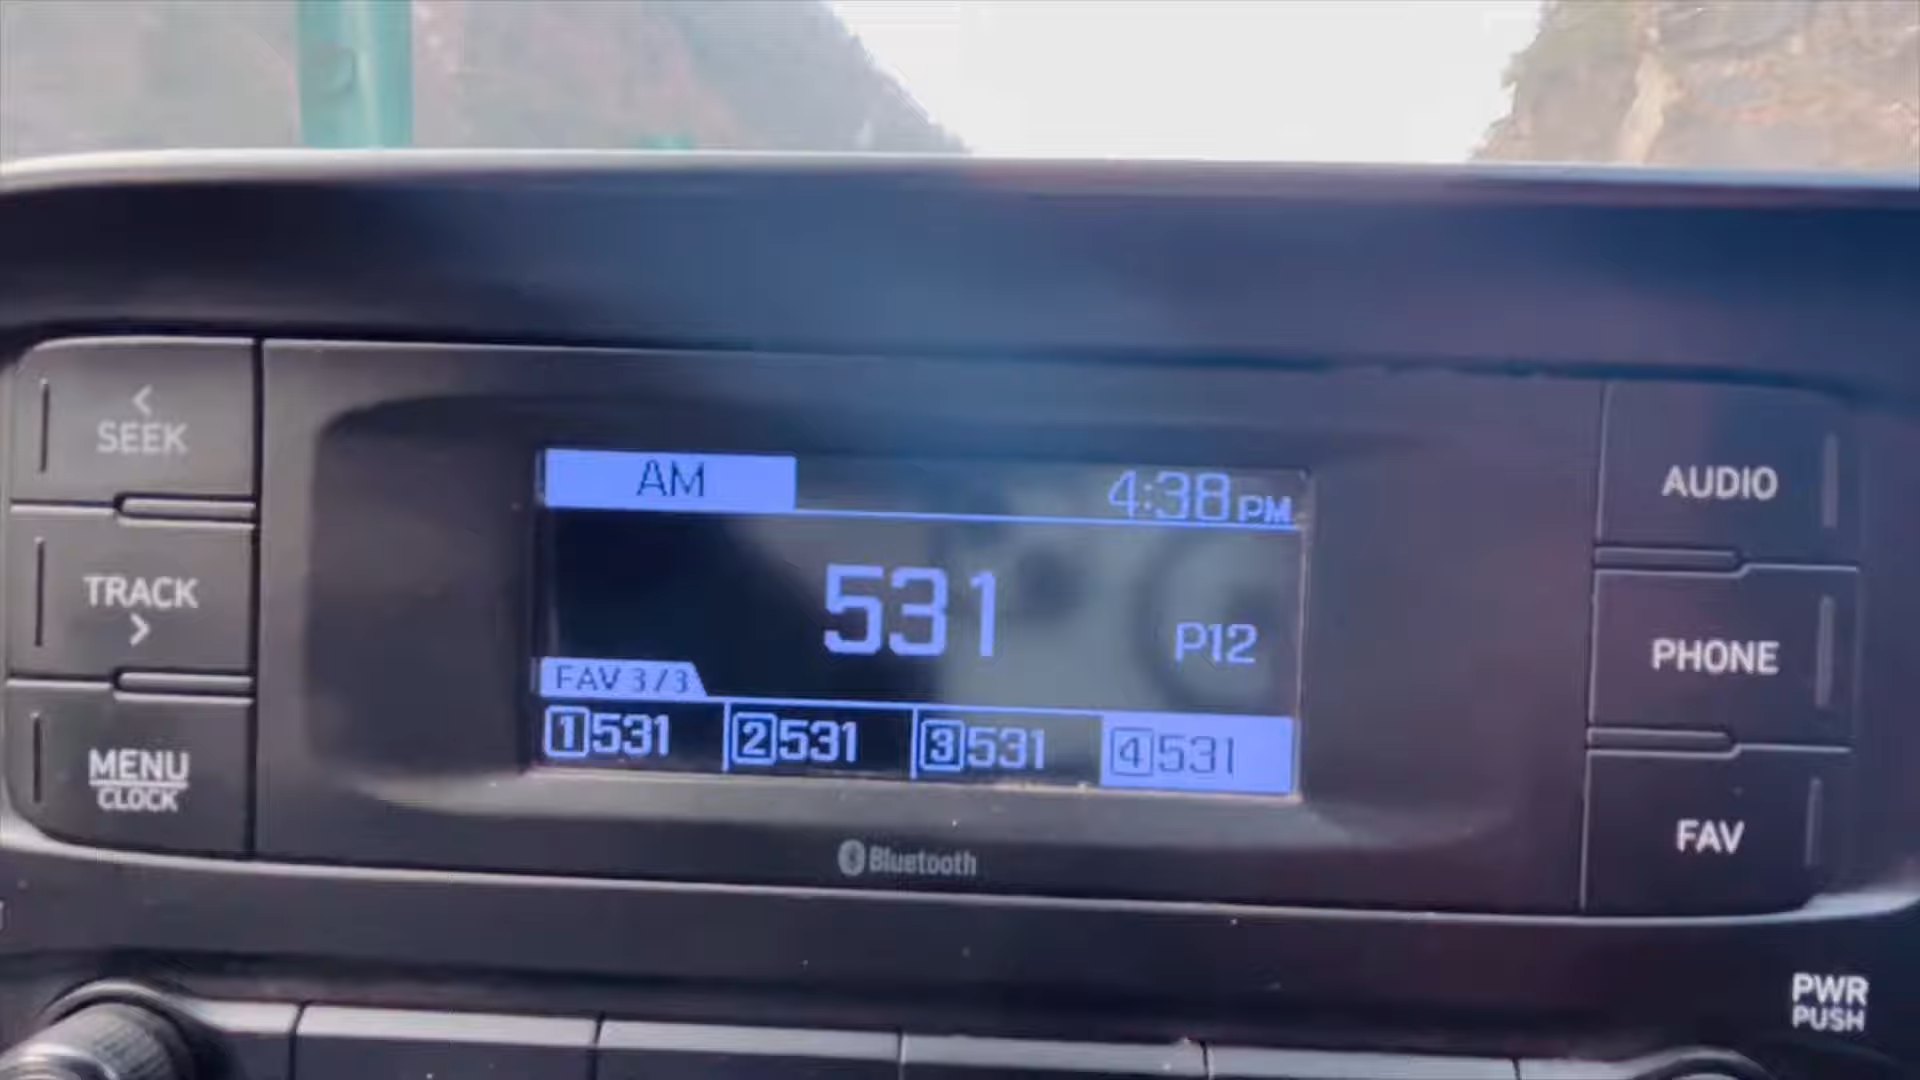 <
SEEK
TRACK
>
MENU
CLOCK
AM
4:38 PM
531
P12
FAV 3/3
1 531
2 531
3 531
4 531
Bluetooth
AUDIO
PHONE
FAV
PWR
PUSH